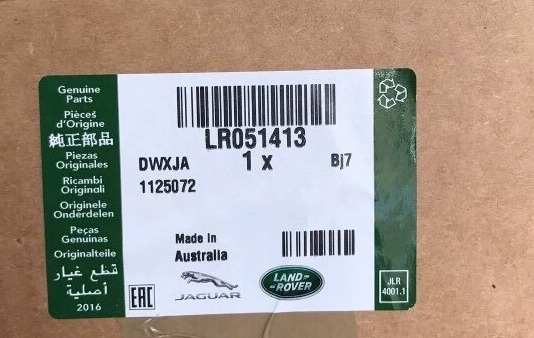 Genuine
Parts
Pièces
d'Origine
純正部品
Piezas
Originales
Ricambi
Originali
Originele
Onderdelen
Peças
Genuinas
Originalteile
قطع غيار
أصلية
2016
LR051413
1 x
DWXJA
Bj7
1125072
Made in
Australia
EAC
JAGUAR
LAND-
ROVER
JLR
4001.1